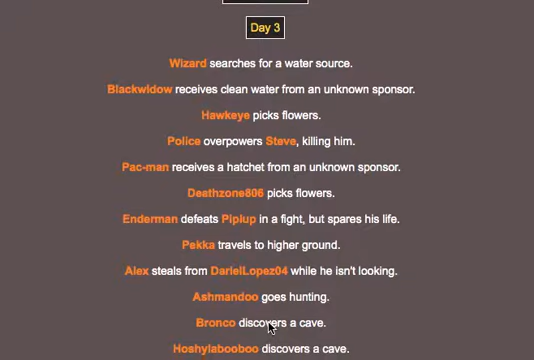 Day 3
Wizard searches for a water source.
Blackwidow receives clean water from an unknown sponsor.
Hawkeye picks flowers.
Police overpowers Steve, killing him.
Pac-man receives a hatchet from an unknown sponsor.
Deathzone806 picks flowers.
Enderman defeats Piplup in a fight, but spares his life.
Pekka travels to higher ground.
Alex steals from DarielLopez04 while he isn't looking.
Ashmandoo goes hunting.
Bronco discovers a cave.
Hoshylabooboo discovers a cave.